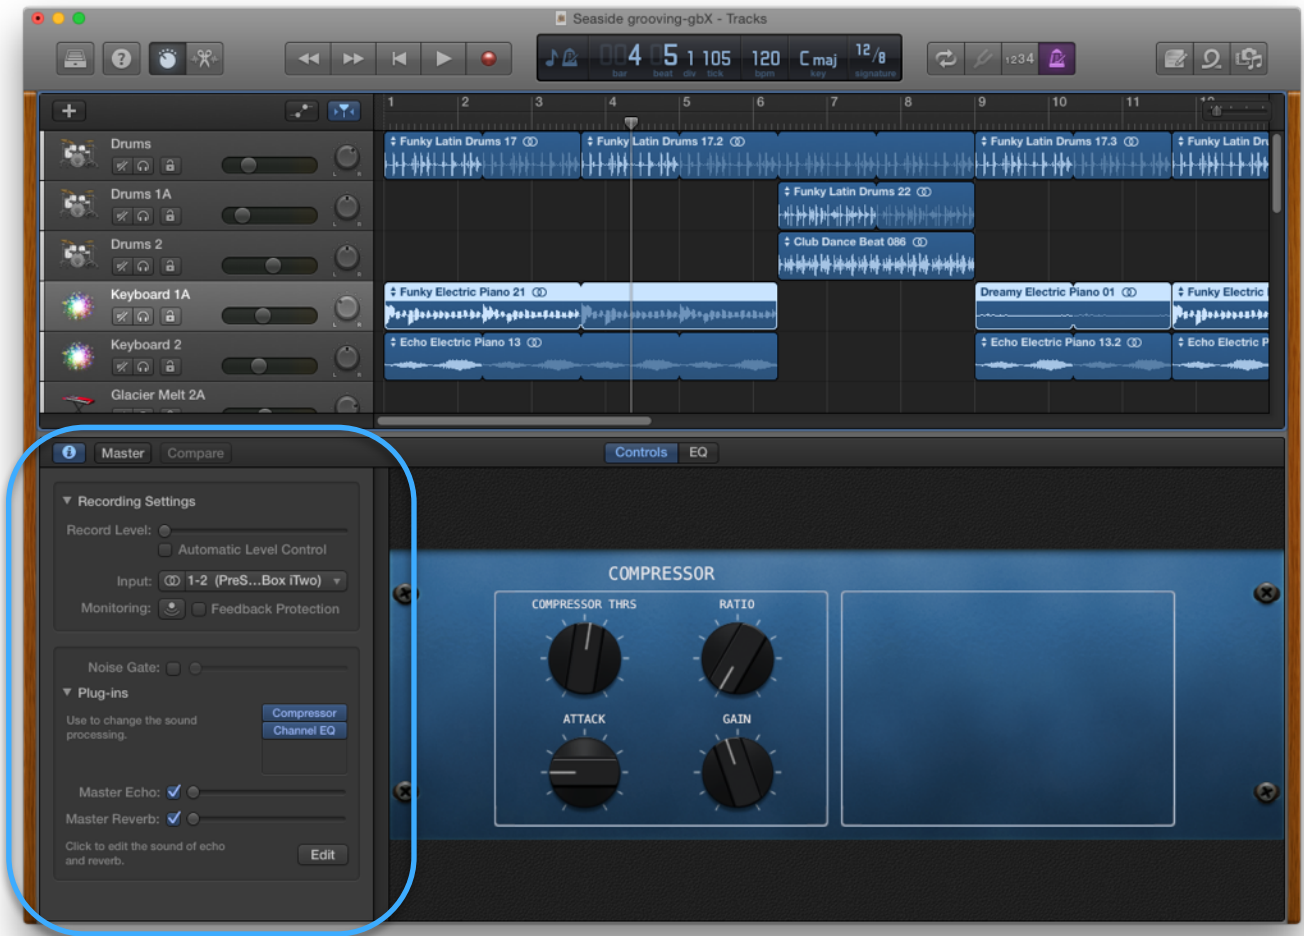 Seaside grooving-gbX - Tracks
4 5 1 105 120 C maj 12/8
bar beat div tick bpm key signature
1234
1 2 3 4 5 6 7 8 9 10 11
Drums
Funky Latin Drums 17
Funky Latin Drums 17.2
Funky Latin Drums 17.3
Funky Latin Dru
L R
Drums 1A
Funky Latin Drums 22
L R
Drums 2
Club Dance Beat 086
L R
Keyboard 1A
Funky Electric Piano 21
Dreamy Electric Piano 01
Funky Electric
L R
Keyboard 2
Echo Electric Piano 13
Echo Electric Piano 13.2
Echo Electric P
L R
Glacier Melt 2A
Master Compare
Controls EQ
Recording Settings
Record Level:
Automatic Level Control
Input: 1-2 (PreS...Box iTwo)
Monitoring: Feedback Protection
Noise Gate:
Plug-ins
Use to change the sound
processing.
Compressor
Channel EQ
Master Echo:
Master Reverb:
Click to edit the sound of echo
and reverb.
Edit
COMPRESSOR
COMPRESSOR THRS RATIO
ATTACK GAIN